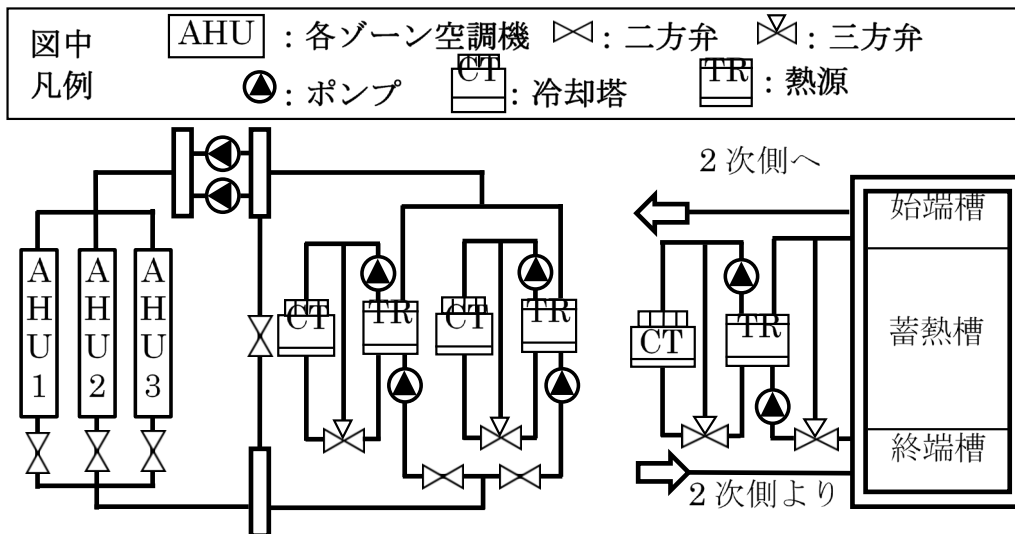 図中
凡例
AHU：各ゾーン空調機
：二方弁
：三方弁
：ポンプ
CT：冷却塔
TR：熱源
AHU1
AHU2
AHU3
CT
TR
CT
TR
2次側へ
始端槽
蓄熱槽
終端槽
CT
TR
2次側より